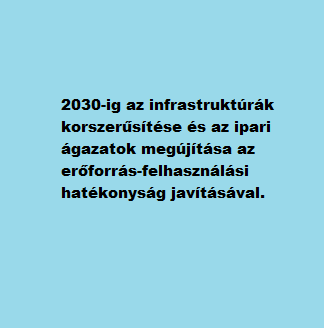 2030-ig az infrastruktúrák
korszerűsítése és az ipari
ágazatok megújítása az
erőforrás-felhasználási
hatékonyság javításával.